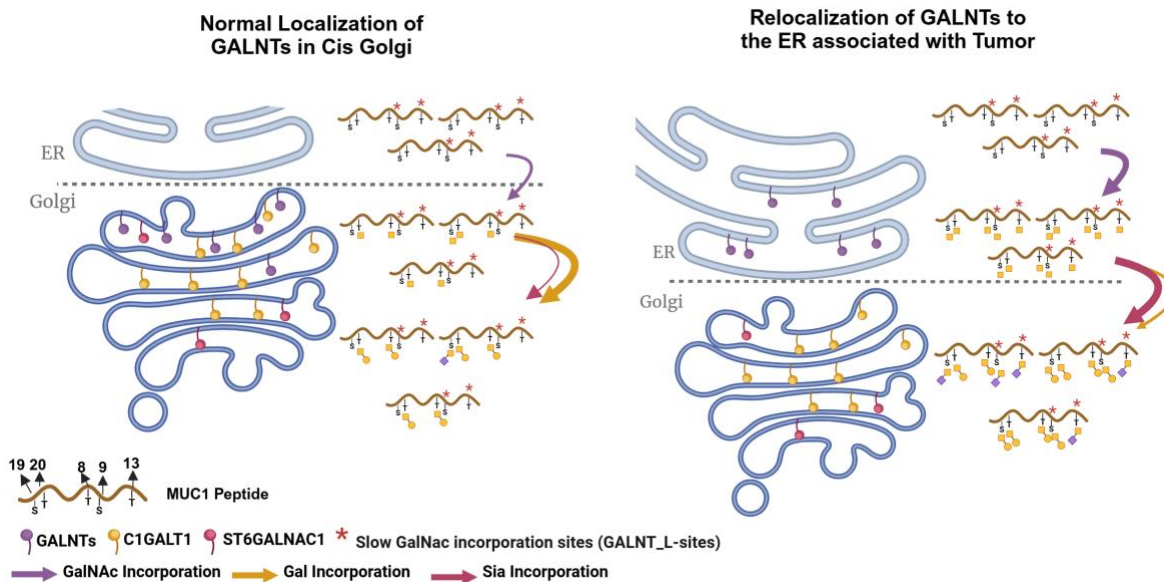 Normal Localization of
GALNTs in Cis Golgi
Relocalization of GALNTs to
the ER associated with Tumor
ER
Golgi
S T T S T S T T S T
S T T S T
S T T S T S T T S T
S T T S T
S T T S T S T T S T
S T T S T
ER
Golgi
S T T S T S T T S T
S T T S T
S T T S T S T T S T
S T T S T
S T T S T S T T S T
S T T S T
19 20 8 9 13
S T T S T
MUC1 Peptide
GALNTs C1GALT1 ST6GALNAC1 * Slow GalNac incorporation sites (GALNT_L-sites)
GalNAc Incorporation Gal Incorporation Sia Incorporation